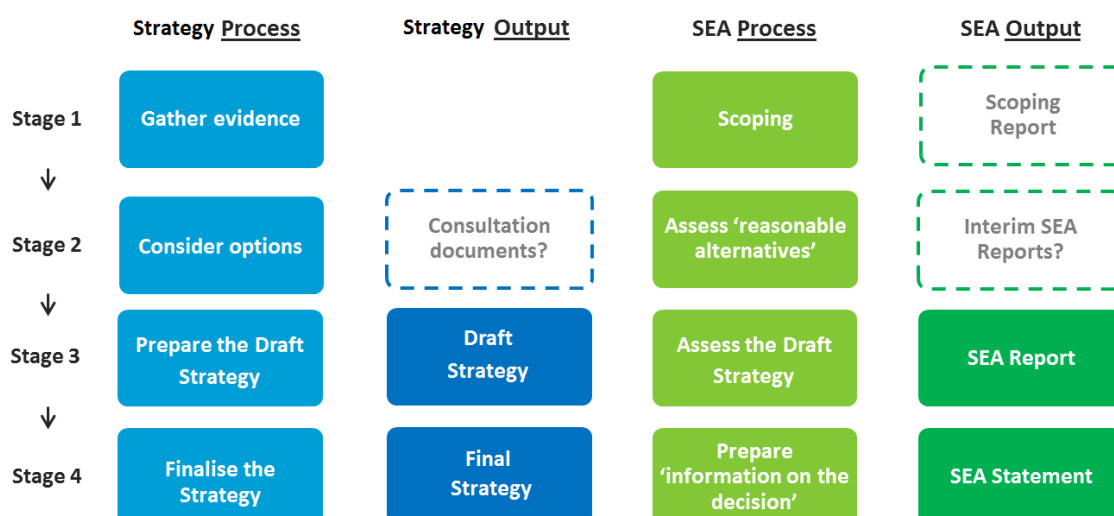 Strategy Process
Strategy Output
SEA Process
SEA Output
Stage 1
Gather evidence
Scoping
Scoping
Report
Stage 2
Consider options
Consultation
documents?
Assess ‘reasonable
alternatives’
Interim SEA
Reports?
Stage 3
Prepare the Draft
Strategy
Draft
Strategy
Assess the Draft
Strategy
SEA Report
Stage 4
Finalise the
Strategy
Final
Strategy
Prepare
‘information on the
decision’
SEA Statement